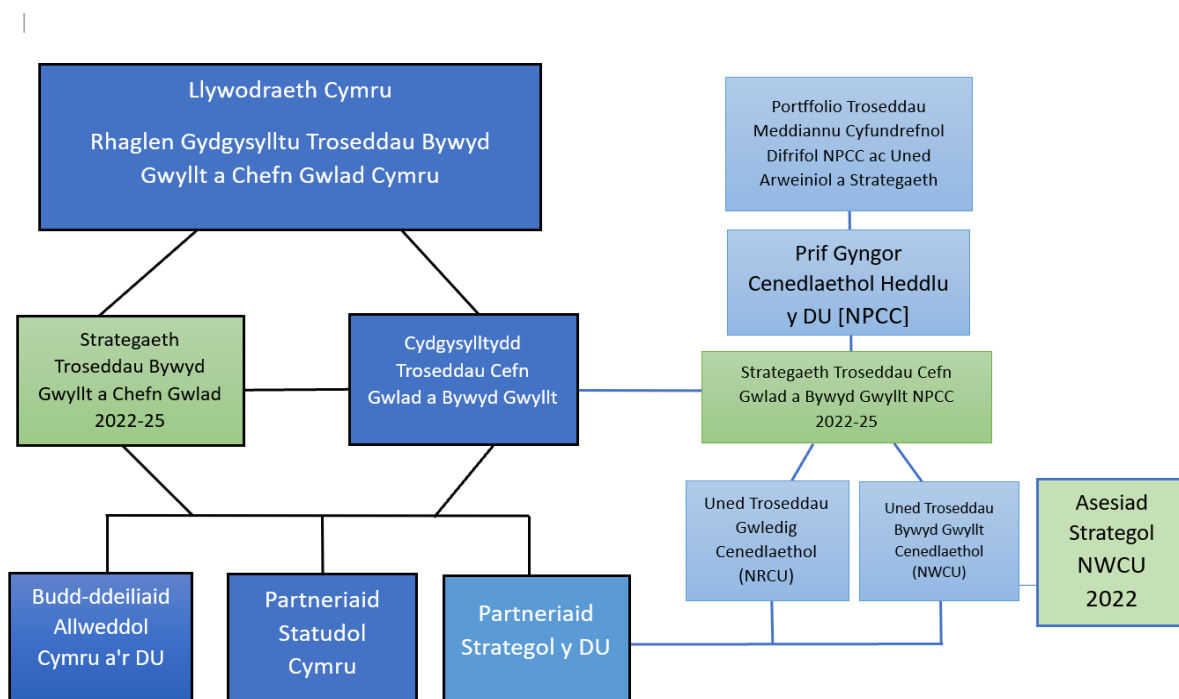 Llywodraeth Cymru
Rhaglen Gydgysylltu Troseddau Bywyd
Gwyllt a Chefn Gwlad Cymru
Portffolio Troseddau
Meddiannu Cyfundrefnol
Difrifol NPCC ac Uned
Arweiniol a Strategaeth
Prif Gyngor
Cenedlaethol Heddlu
y DU [NPCC]
Strategaeth
Troseddau Bywyd
Gwyllt a Chefn Gwlad
2022-25
Cydgysylltydd
Troseddau Cefn
Gwlad a Bywyd Gwyllt
Strategaeth Troseddau Cefn
Gwlad a Bywyd Gwyllt NPCC
2022-25
Uned Troseddau
Gwledig
Cenedlaethol
(NRCU)
Uned Troseddau
Bywyd Gwyllt
Cenedlaethol
(NWCU)
Asesiad
Strategol
NWCU
2022
Budd-ddeiliaid
Allweddol
Cymru a'r DU
Partneriaid
Statudol
Cymru
Partneriaid
Strategol y DU